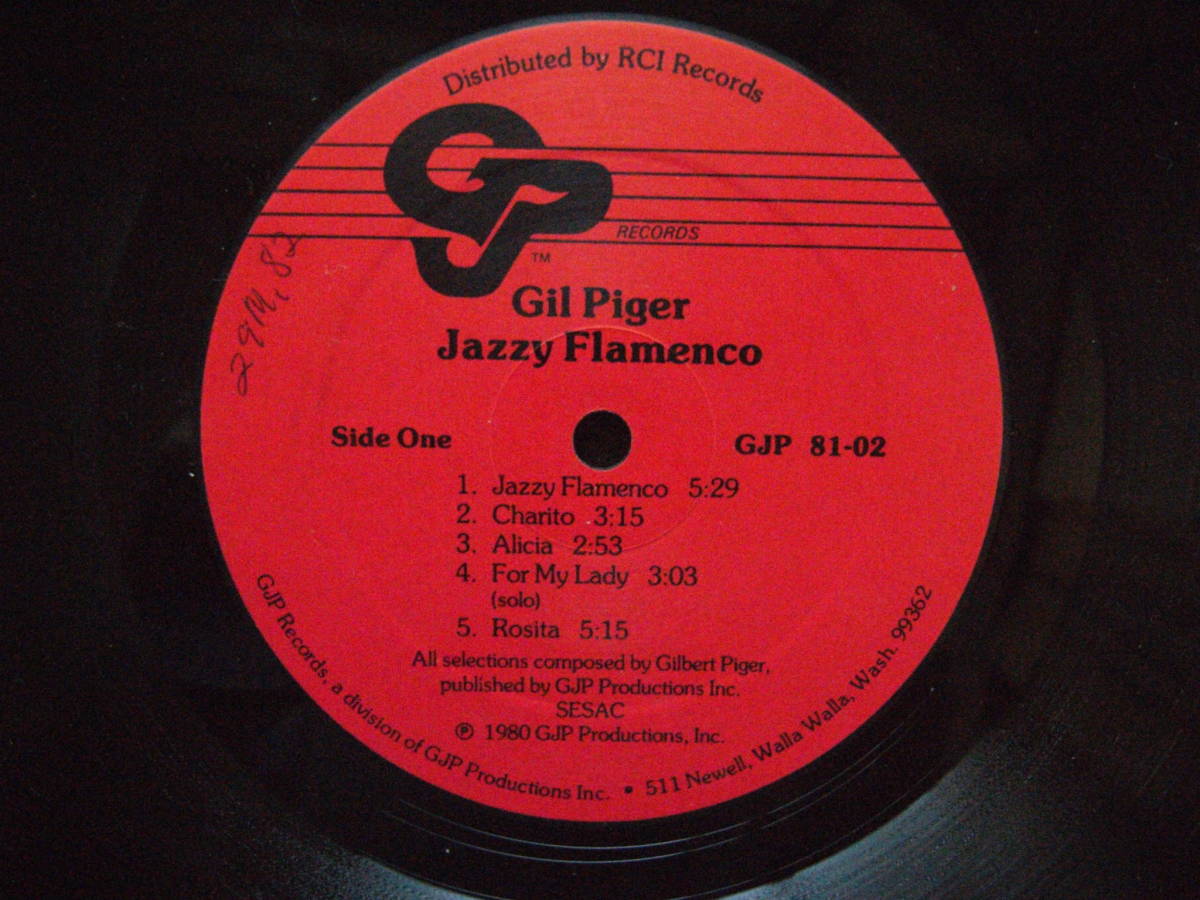 Distributed by RCI Records
GJP
RECORDS
TM
29M, 83
Gil Piger
Jazzy Flamenco
Side One
GJP 81-02
1. Jazzy Flamenco 5:29
2. Charito 3:15
3. Alicia 2:53
4. For My Lady 3:03
(solo)
5. Rosita 5:15
All selections composed by Gilbert Piger,
published by GJP Productions Inc.
SESAC
℗ 1980 GJP Productions, Inc.
GJP Records, a division of GJP Productions Inc. • 511 Newell, Walla Walla, Wash. 99362